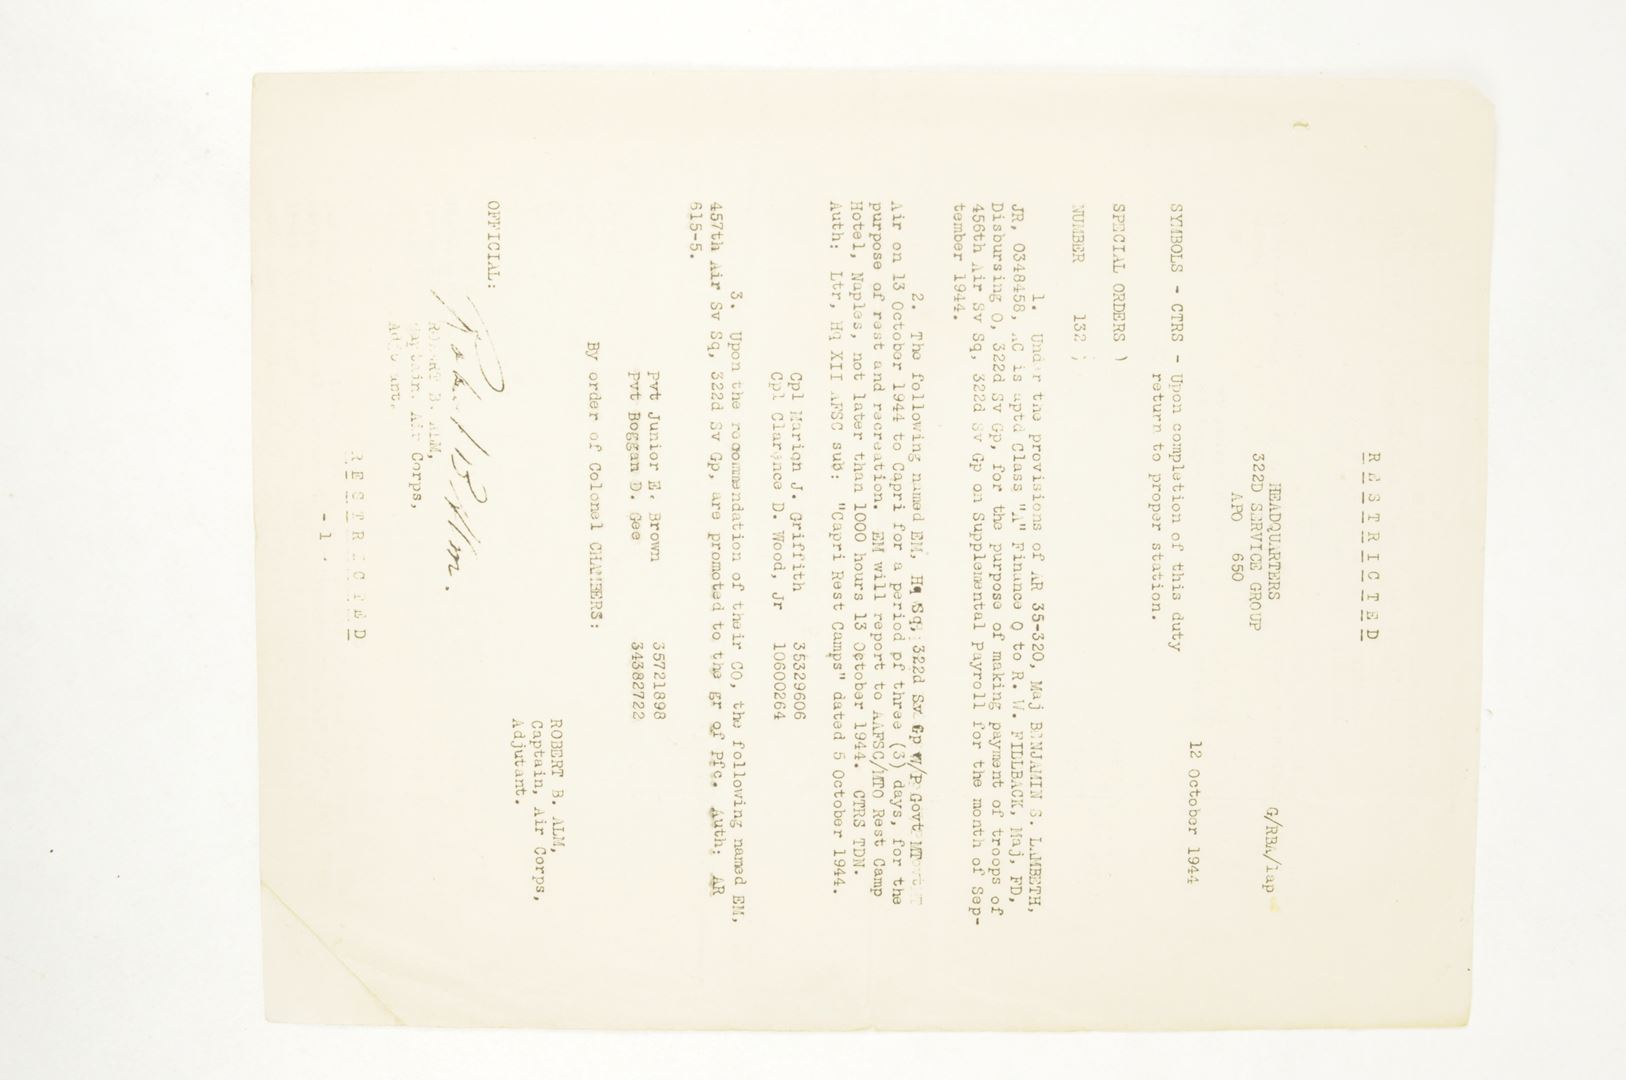 R E S T R I C T E D
HEADQUARTERS
322D SERVICE GROUP
APO 650
G/RBA/lap
12 October 1944
SYMBOLS - CTRS - Upon completion of this duty
return to proper station.
SPECIAL ORDERS )
NUMBER 132 ;
1. Under the provisions of AR 35-320, Maj BENJAMIN S. LAMBETH,
JR, 0348458, AC is aptd Class "A" Finance O to R. W. FILLBACK, Maj, FD,
Disbursing O, 322d Sv Gp, for the purpose of making payment of troops of
456th Air Sv Sq, 322d Sv Gp on Supplemental Payroll for the month of Sep-
tember 1944.
2. The following named EM, Hq Sq, 322d Sv Gp W/P Govt MT
Air on 13 October 1944 to Capri for a period of three (3) days, for the
purpose of rest and recreation. EM will report to AAFSC/MTO Rest Camp
Hotel, Naples, not later than 1000 hours 13 October 1944. CTRS TDN.
Auth: Ltr, Hq XII AFSC sub: "Capri Rest Camps" dated 5 October 1944.
Cpl Marion J. Griffith 35329606
Cpl Clarence D. Wood, Jr 10600264
3. Upon the recommendation of their CO, the following named EM,
457th Air Sv Sq, 322d Sv Gp, are promoted to the gr of Pfc. Auth: AR
615-5.
Pvt Junior E. Brown 35721898
Pvt Boggan D. Gee 34382722
By order of Colonel CHAMBERS:
ROBERT B. ALM,
Captain, Air Corps,
Adjutant.
OFFICIAL:
Robert B. Alm.
ROBERT B. ALM,
Captain, Air Corps,
Adjutant.
R E S T R I C T E D
- 1 -